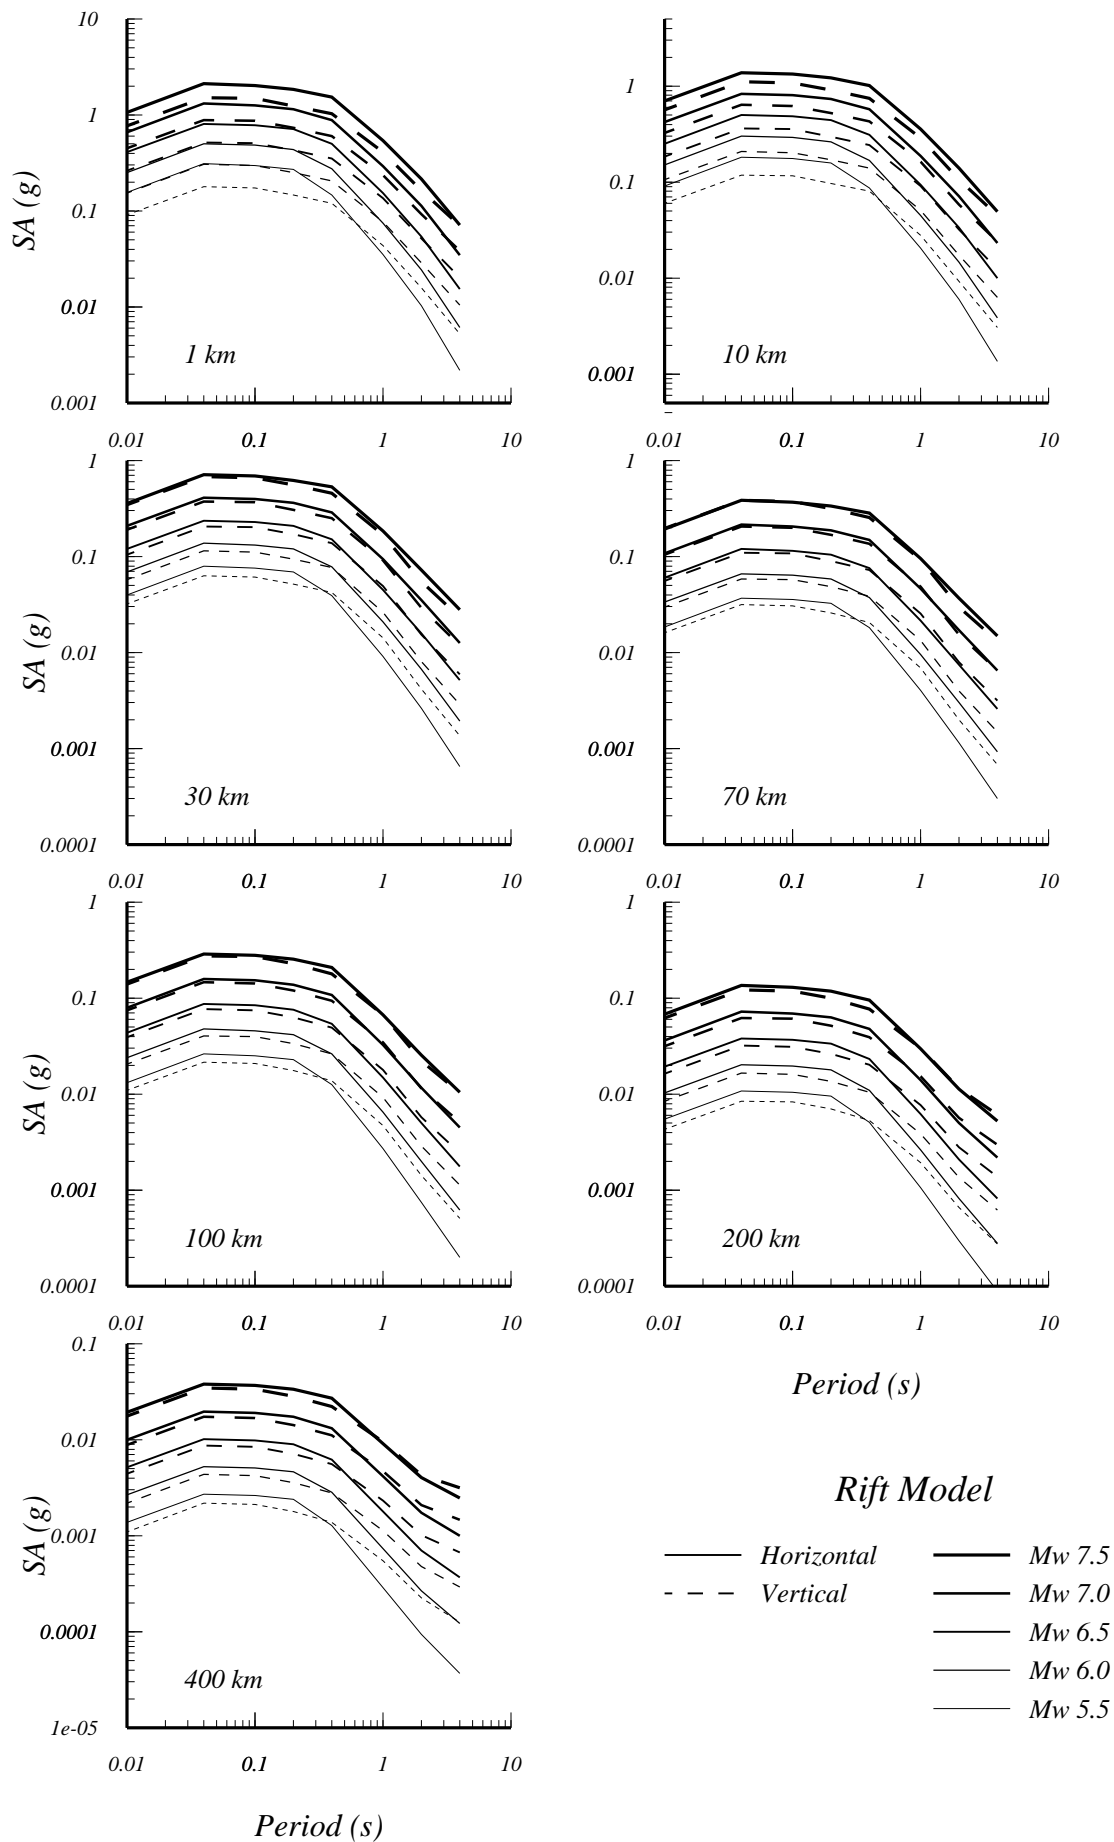 10
1
0.1
0.01
0.001
SA (g)
1 km
0.01 0.1 1 10
1
0.1
0.01
0.001
10 km
0.01 0.1 1 10
1
0.1
0.01
0.001
0.0001
SA (g)
30 km
0.01 0.1 1 10
1
0.1
0.01
0.001
0.0001
70 km
0.01 0.1 1 10
1
0.1
0.01
0.001
0.0001
SA (g)
100 km
0.01 0.1 1 10
1
0.1
0.01
0.001
0.0001
200 km
0.01 0.1 1 10
Period (s)
0.1
0.01
0.001
0.0001
1e-05
SA (g)
400 km
0.01 0.1 1 10
Period (s)
Rift Model
Horizontal
Vertical
Mw 7.5
Mw 7.0
Mw 6.5
Mw 6.0
Mw 5.5